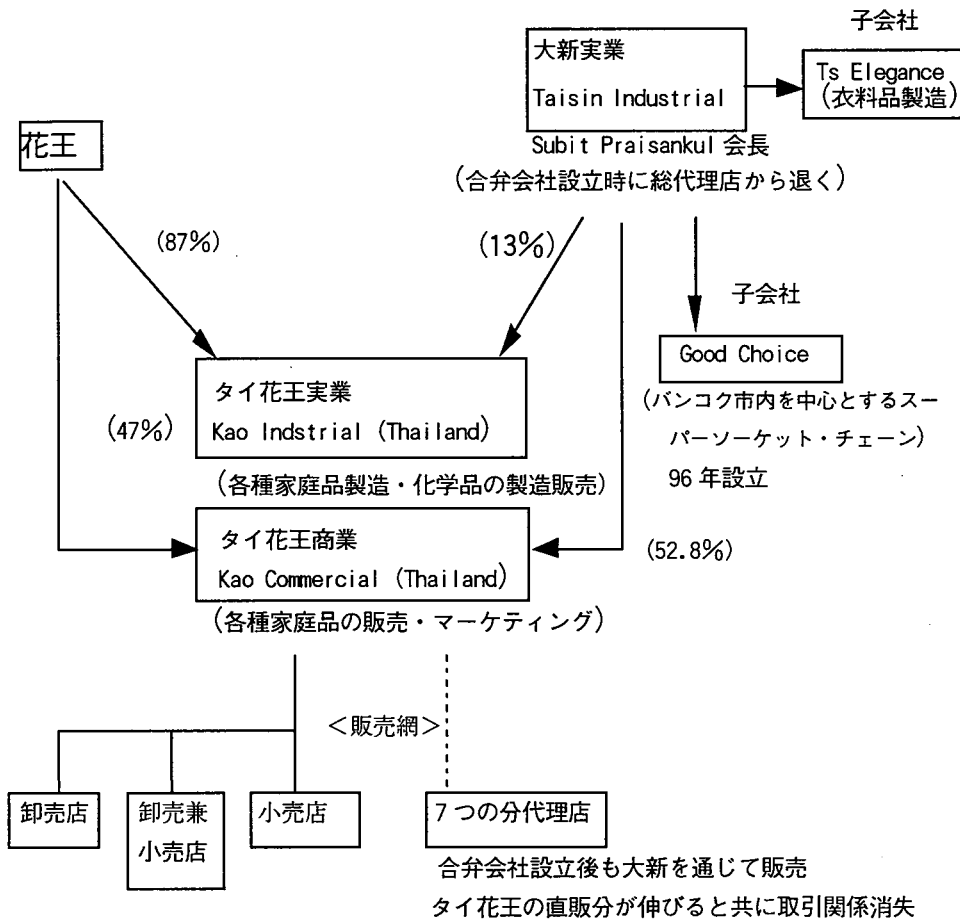 子会社
大新実業
Taisin Industrial
Ts Elegance
(衣料品製造)
花王
Subit Praisankul 会長
(合弁会社設立時に総代理店から退く)
(87%)
(13%)
子会社
Good Choice
(バンコク市内を中心とするスー
パーソーケット・チェーン)
96 年設立
タイ花王実業
Kao Indstrial (Thailand)
(47%)
(各種家庭品製造・化学品の製造販売)
タイ花王商業
Kao Commercial (Thailand)
(52.8%)
(各種家庭品の販売・マーケティング)
<販売網>
卸売店
卸売兼
小売店
小売店
7つの分代理店
合弁会社設立後も大新を通じて販売
タイ花王の直販分が伸びると共に取引関係消失